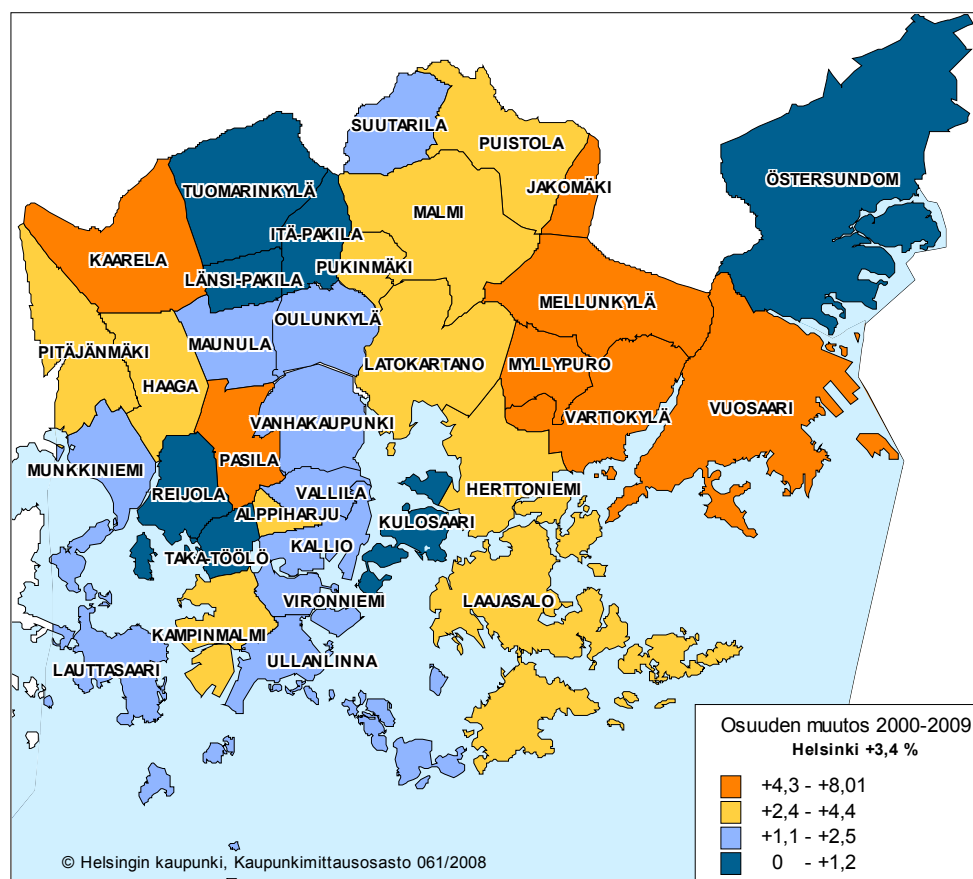 SUUTARILA
PUISTOLA
ÖSTERSUNDOM
TUOMARINKYLÄ
JAKOMÄKI
MALMI
ITÄ-PAKILA
KAARELA
PUKINMÄKI
LÄNSI-PAKILA
MELLUNKYLÄ
OULUNKYLÄ
MAUNULA
PITÄJÄNMÄKI
HAAGA
LATOKARTANO
MYLLYPURO
VUOSAARI
VARTIOKYLÄ
VANHAKAUPUNKI
PASILA
MUNKKINIEMI
REIJOLA
VALLILA
HERTTONIEMI
ALPPIHARJU
KULOSAARI
KALLIO
TAKA-TÖÖLÖ
VIRONNIEMI
LAAJASALO
KAMPINMALMI
LAUTTASAARI
ULLANLINNA
Osuuden muutos 2000-2009
Helsinki +3,4 %
+4,3 - +8,01
+2,4 - +4,4
+1,1 - +2,5
0 - +1,2
© Helsingin kaupunki, Kaupunkimittausosasto 061/2008